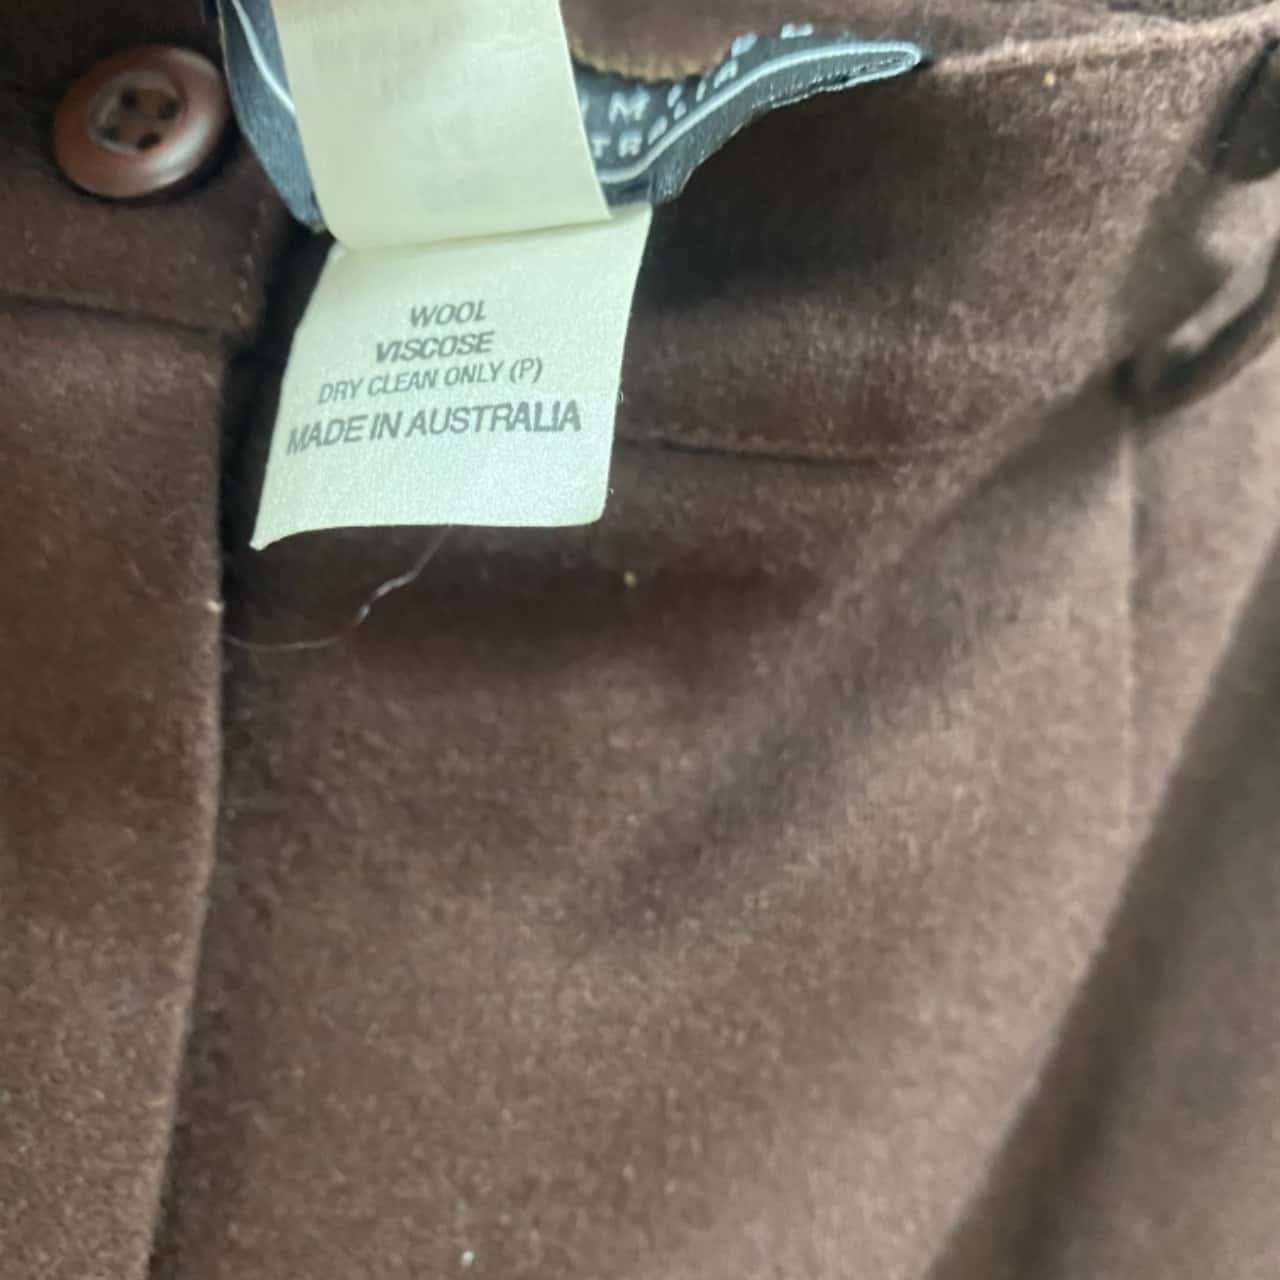 WOOL
VISCOSE
DRY CLEAN ONLY (P)
MADE IN AUSTRALIA